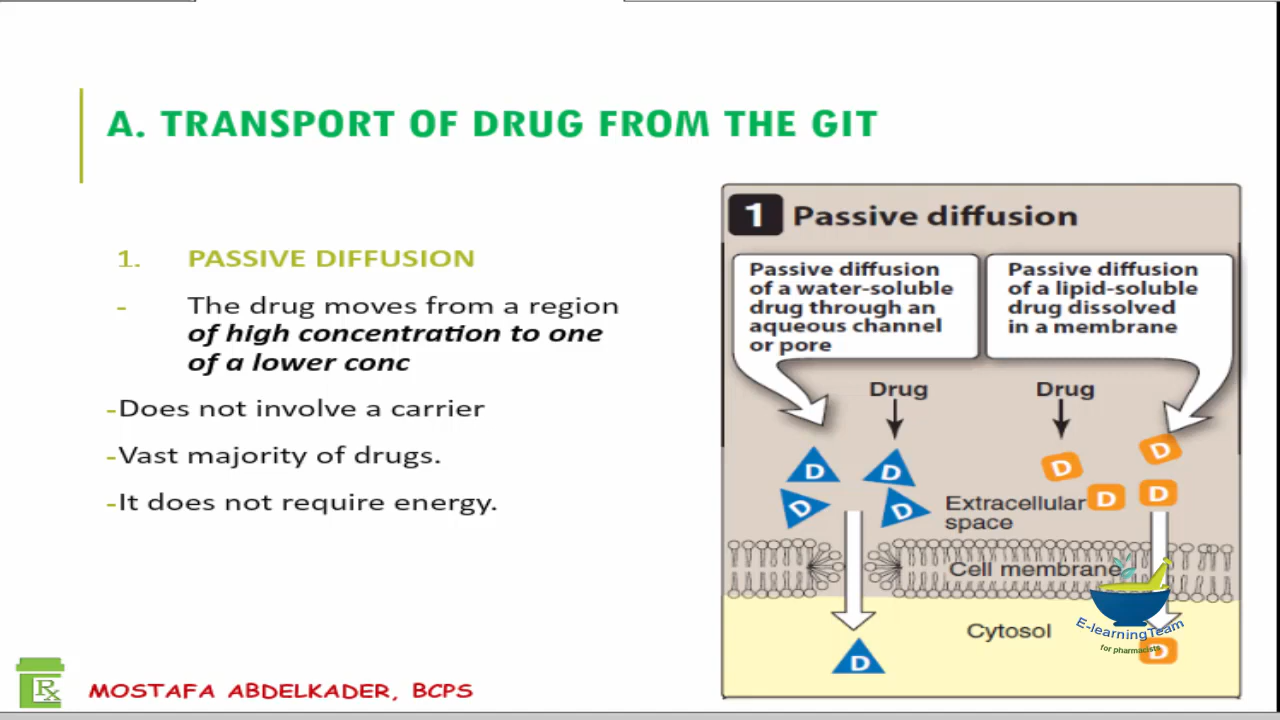 A. TRANSPORT OF DRUG FROM THE GIT
1. PASSIVE DIFFUSION
- The drug moves from a region
of high concentration to one
of a lower conc
-Does not involve a carrier
-Vast majority of drugs.
-It does not require energy.
1 Passive diffusion
Passive diffusion
of a water-soluble
drug through an
aqueous channel
or pore
Passive diffusion
of a lipid-soluble
drug dissolved
in a membrane
Drug
Drug
D
D
D
D
D
D
D
D
Extracellular
space
Cell membrane
Cytosol
D
D
E-learningTeam
for pharmacists
Rx
MOSTAFA ABDELKADER, BCPS